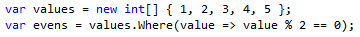 var values = new int[] { 1, 2, 3, 4, 5 };
var evens = values.Where(value => value % 2 == 0);